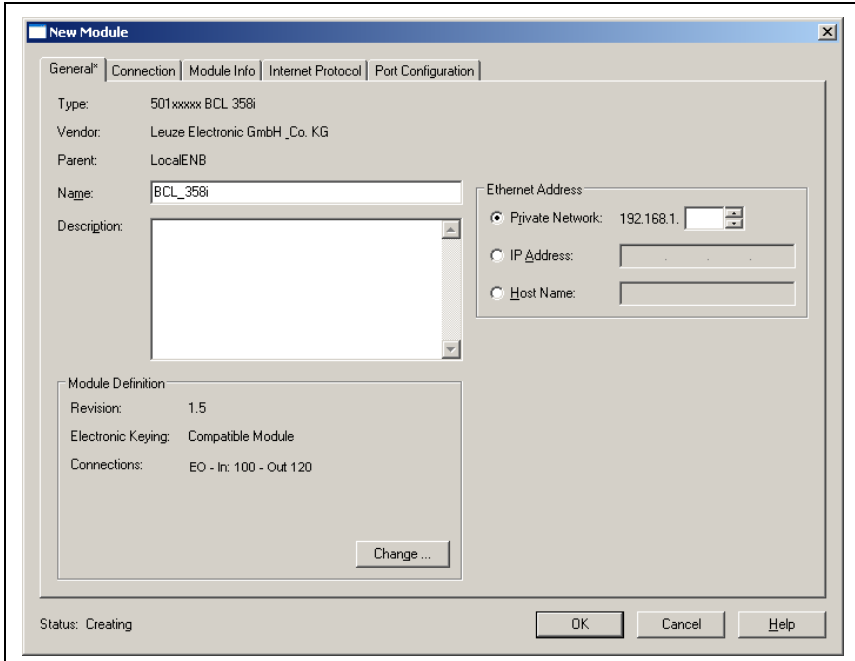 New Module
General* Connection Module Info Internet Protocol Port Configuration
Type: 501xxxxx BCL 358i
Vendor: Leuze Electronic GmbH _Co. KG
Parent: LocalENB
Name: BCL_358i
Description:
Ethernet Address
Private Network: 192.168.1.
IP Address: . . .
Host Name:
Module Definition
Revision: 1.5
Electronic Keying: Compatible Module
Connections: EO - In: 100 - Out 120
Change ...
Status: Creating
OK Cancel Help